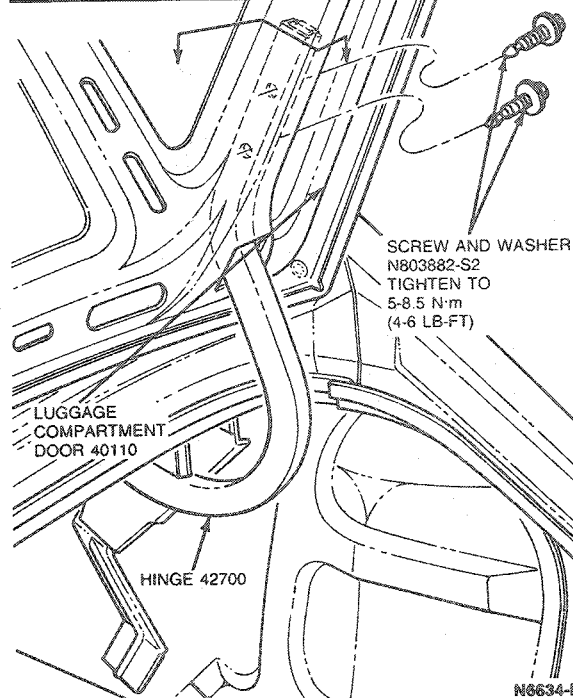 SCREW AND WASHER
N803882-S2
TIGHTEN TO
5-8.5 N·m
(4-6 LB-FT)
LUGGAGE
COMPARTMENT
DOOR 40110
HINGE 42700